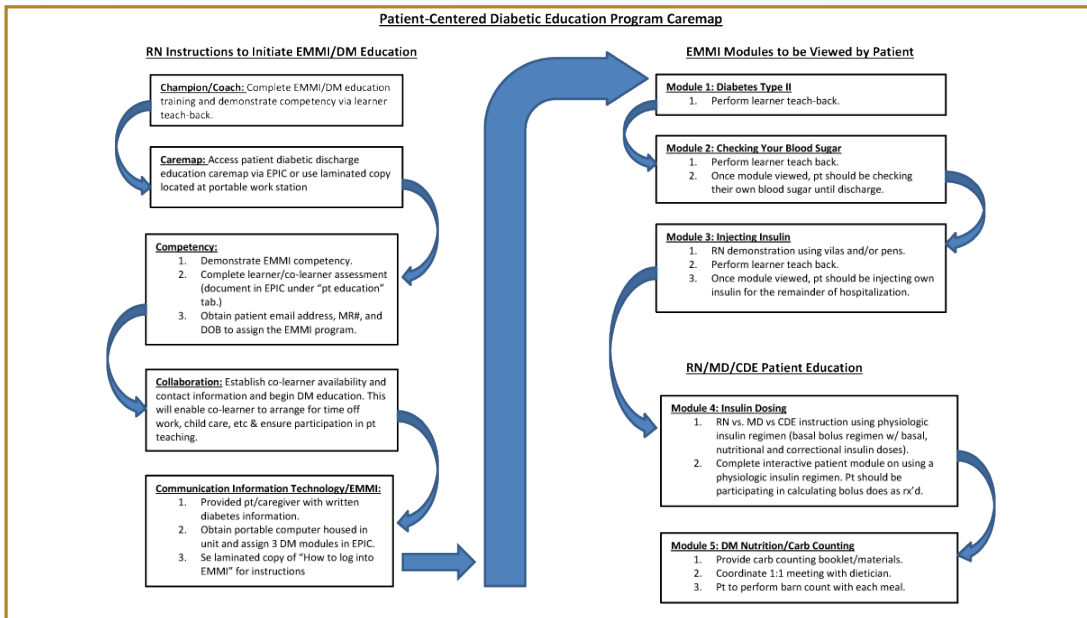 Patient-Centered Diabetic Education Program Caremap
RN Instructions to Initiate EMMI/DM Education
Champion/Coach: Complete EMMI/DM education
training and demonstrate competency via learner
teach-back.
Caremap: Access patient diabetic discharge
education caremap via EPIC or use laminated copy
located at portable work station
Competency:
1. Demonstrate EMMI competency.
2. Complete learner/co-learner assessment
(document in EPIC under “pt education”
tab.)
3. Obtain patient email address, MR#, and
DOB to assign the EMMI program.
Collaboration: Establish co-learner availability and
contact information and begin DM education. This
will enable co-learner to arrange for time off
work, child care, etc & ensure participation in pt
teaching.
Communication Information Technology/EMMI:
1. Provided pt/caregiver with written
diabetes information.
2. Obtain portable computer housed in
unit and assign 3 DM modules in EPIC.
3. Se laminated copy of “How to log into
EMMI” for instructions
EMMI Modules to be Viewed by Patient
Module 1: Diabetes Type II
1. Perform learner teach-back.
Module 2: Checking Your Blood Sugar
1. Perform learner teach back.
2. Once module viewed, pt should be checking
their own blood sugar until discharge.
Module 3: Injecting Insulin
1. RN demonstration using vilas and/or pens.
2. Perform learner teach back.
3. Once module viewed, pt should be injecting own
insulin for the remainder of hospitalization.
RN/MD/CDE Patient Education
Module 4: Insulin Dosing
1. RN vs. MD vs CDE instruction using physiologic
insulin regimen (basal bolus regimen w/ basal,
nutritional and correctional insulin doses).
2. Complete interactive patient module on using a
physiologic insulin regimen. Pt should be
participating in calculating bolus does as rx’d.
Module 5: DM Nutrition/Carb Counting
1. Provide carb counting booklet/materials.
2. Coordinate 1:1 meeting with dietician.
3. Pt to perform barn count with each meal.